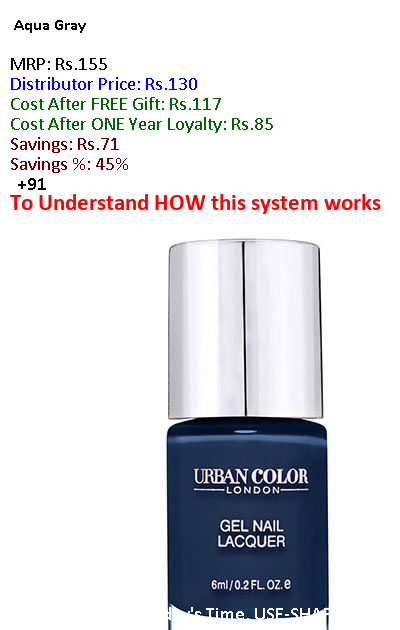 Aqua Gray
MRP: Rs.155
Distributor Price: Rs.130
Cost After FREE Gift: Rs.117
Cost After ONE Year Loyalty: Rs.85
Savings: Rs.71
Savings %: 45%
+91
To Understand HOW this system works
URBAN COLOR
LONDON
GEL NAIL
LACQUER
6ml/0.2 FL. OZ. e
Time. USE-SHAR